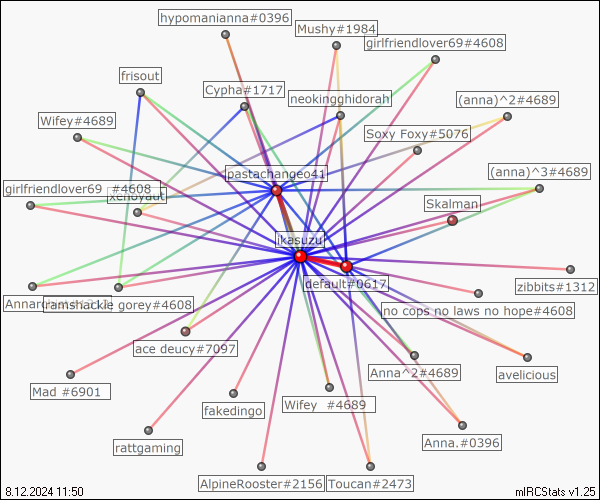 hypomanianna#0396
Mushy#1984
girlfriendlover69#4608
frisout
Cypha#1717
neokingghidorah
(anna)^2#4689
Wifey#4689
Soxy Foxy#5076
pastachangeo41
(anna)^3#4689
girlfriendlover69 #4608
xenoyaut
Skalman
ikasuzu
default#0617
zibbits#1312
ramshackle gorey#4608
no cops no laws no hope#4608
ace deucy#7097
Anna^2#4689
avelicious
Mad #6901
fakedingo
Wifey #4689
rattgaming
Anna.#0396
AlpineRooster#2156
Toucan#2473
8.12.2024 11:50
mIRCStats v1.25